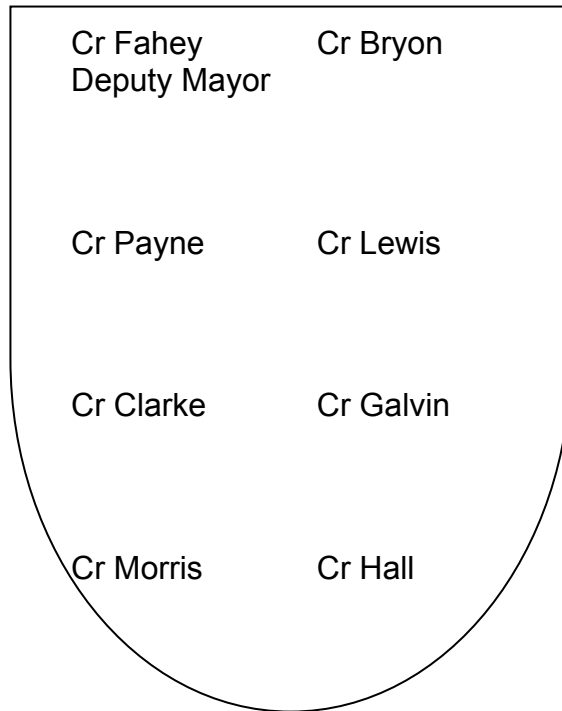 Cr Fahey Cr Bryon
Deputy Mayor
Cr Payne Cr Lewis
Cr Clarke Cr Galvin
Cr Morris Cr Hall